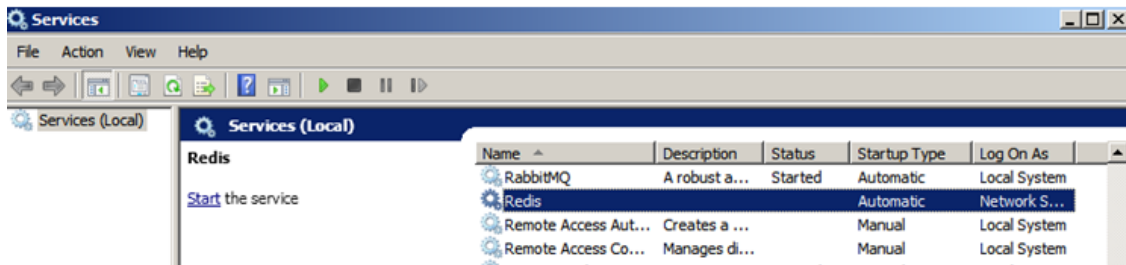 Services
File Action View Help
Services (Local)
Services (Local)
Redis
Start the service
Name Description Status Startup Type Log On As
RabbitMQ A robust a... Started Automatic Local System
Redis Automatic Network S...
Remote Access Aut... Creates a ... Manual Local System
Remote Access Co... Manages di... Manual Local System